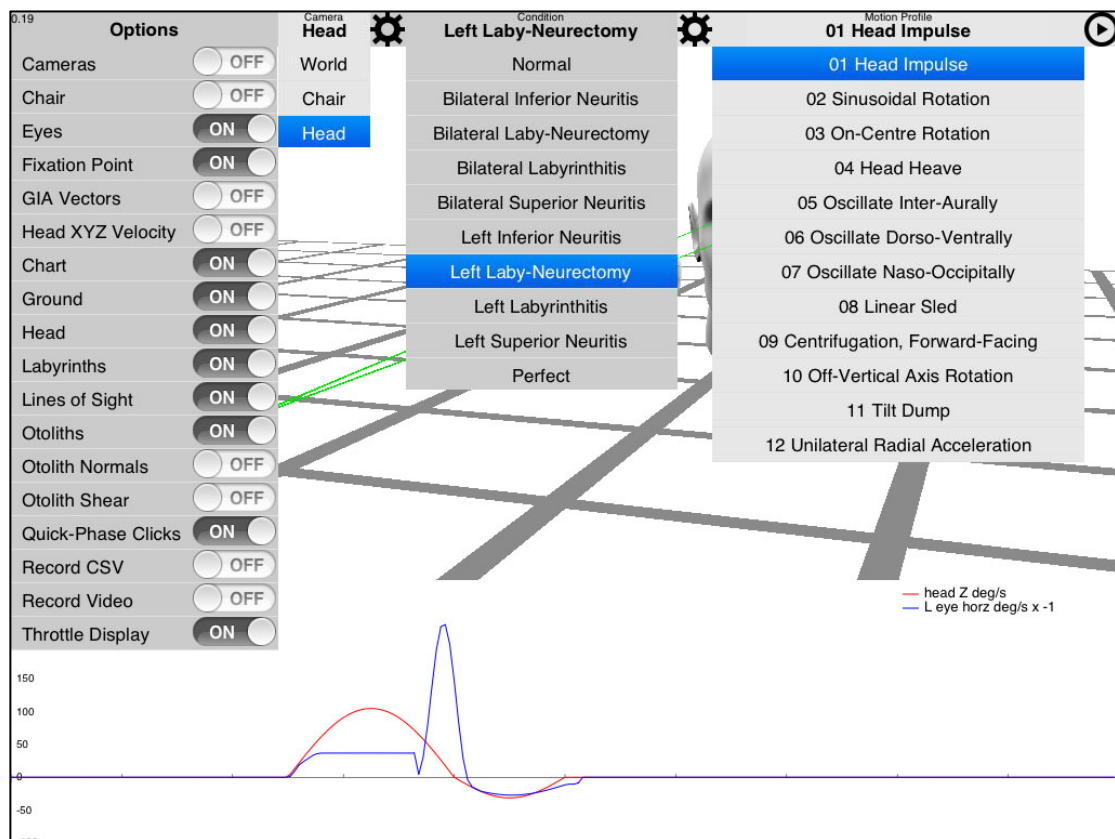 0.19
Options
Cameras OFF
Chair OFF
Eyes ON
Fixation Point ON
GIA Vectors OFF
Head XYZ Velocity OFF
Chart ON
Ground ON
Head ON
Labyrinths ON
Lines of Sight ON
Otoliths ON
Otolith Normals OFF
Otolith Shear OFF
Quick-Phase Clicks ON
Record CSV OFF
Record Video OFF
Throttle Display ON
Camera
Head
World
Chair
Head
Condition
Left Laby-Neurectomy
Normal
Bilateral Inferior Neuritis
Bilateral Laby-Neurectomy
Bilateral Labyrinthitis
Bilateral Superior Neuritis
Left Inferior Neuritis
Left Laby-Neurectomy
Left Labyrinthitis
Left Superior Neuritis
Perfect
Motion Profile
01 Head Impulse
01 Head Impulse
02 Sinusoidal Rotation
03 On-Centre Rotation
04 Head Heave
05 Oscillate Inter-Aurally
06 Oscillate Dorso-Ventrally
07 Oscillate Naso-Occipitally
08 Linear Sled
09 Centrifugation, Forward-Facing
10 Off-Vertical Axis Rotation
11 Tilt Dump
12 Unilateral Radial Acceleration
head Z deg/s
L eye horz deg/s x -1
150
100
50
0
-50